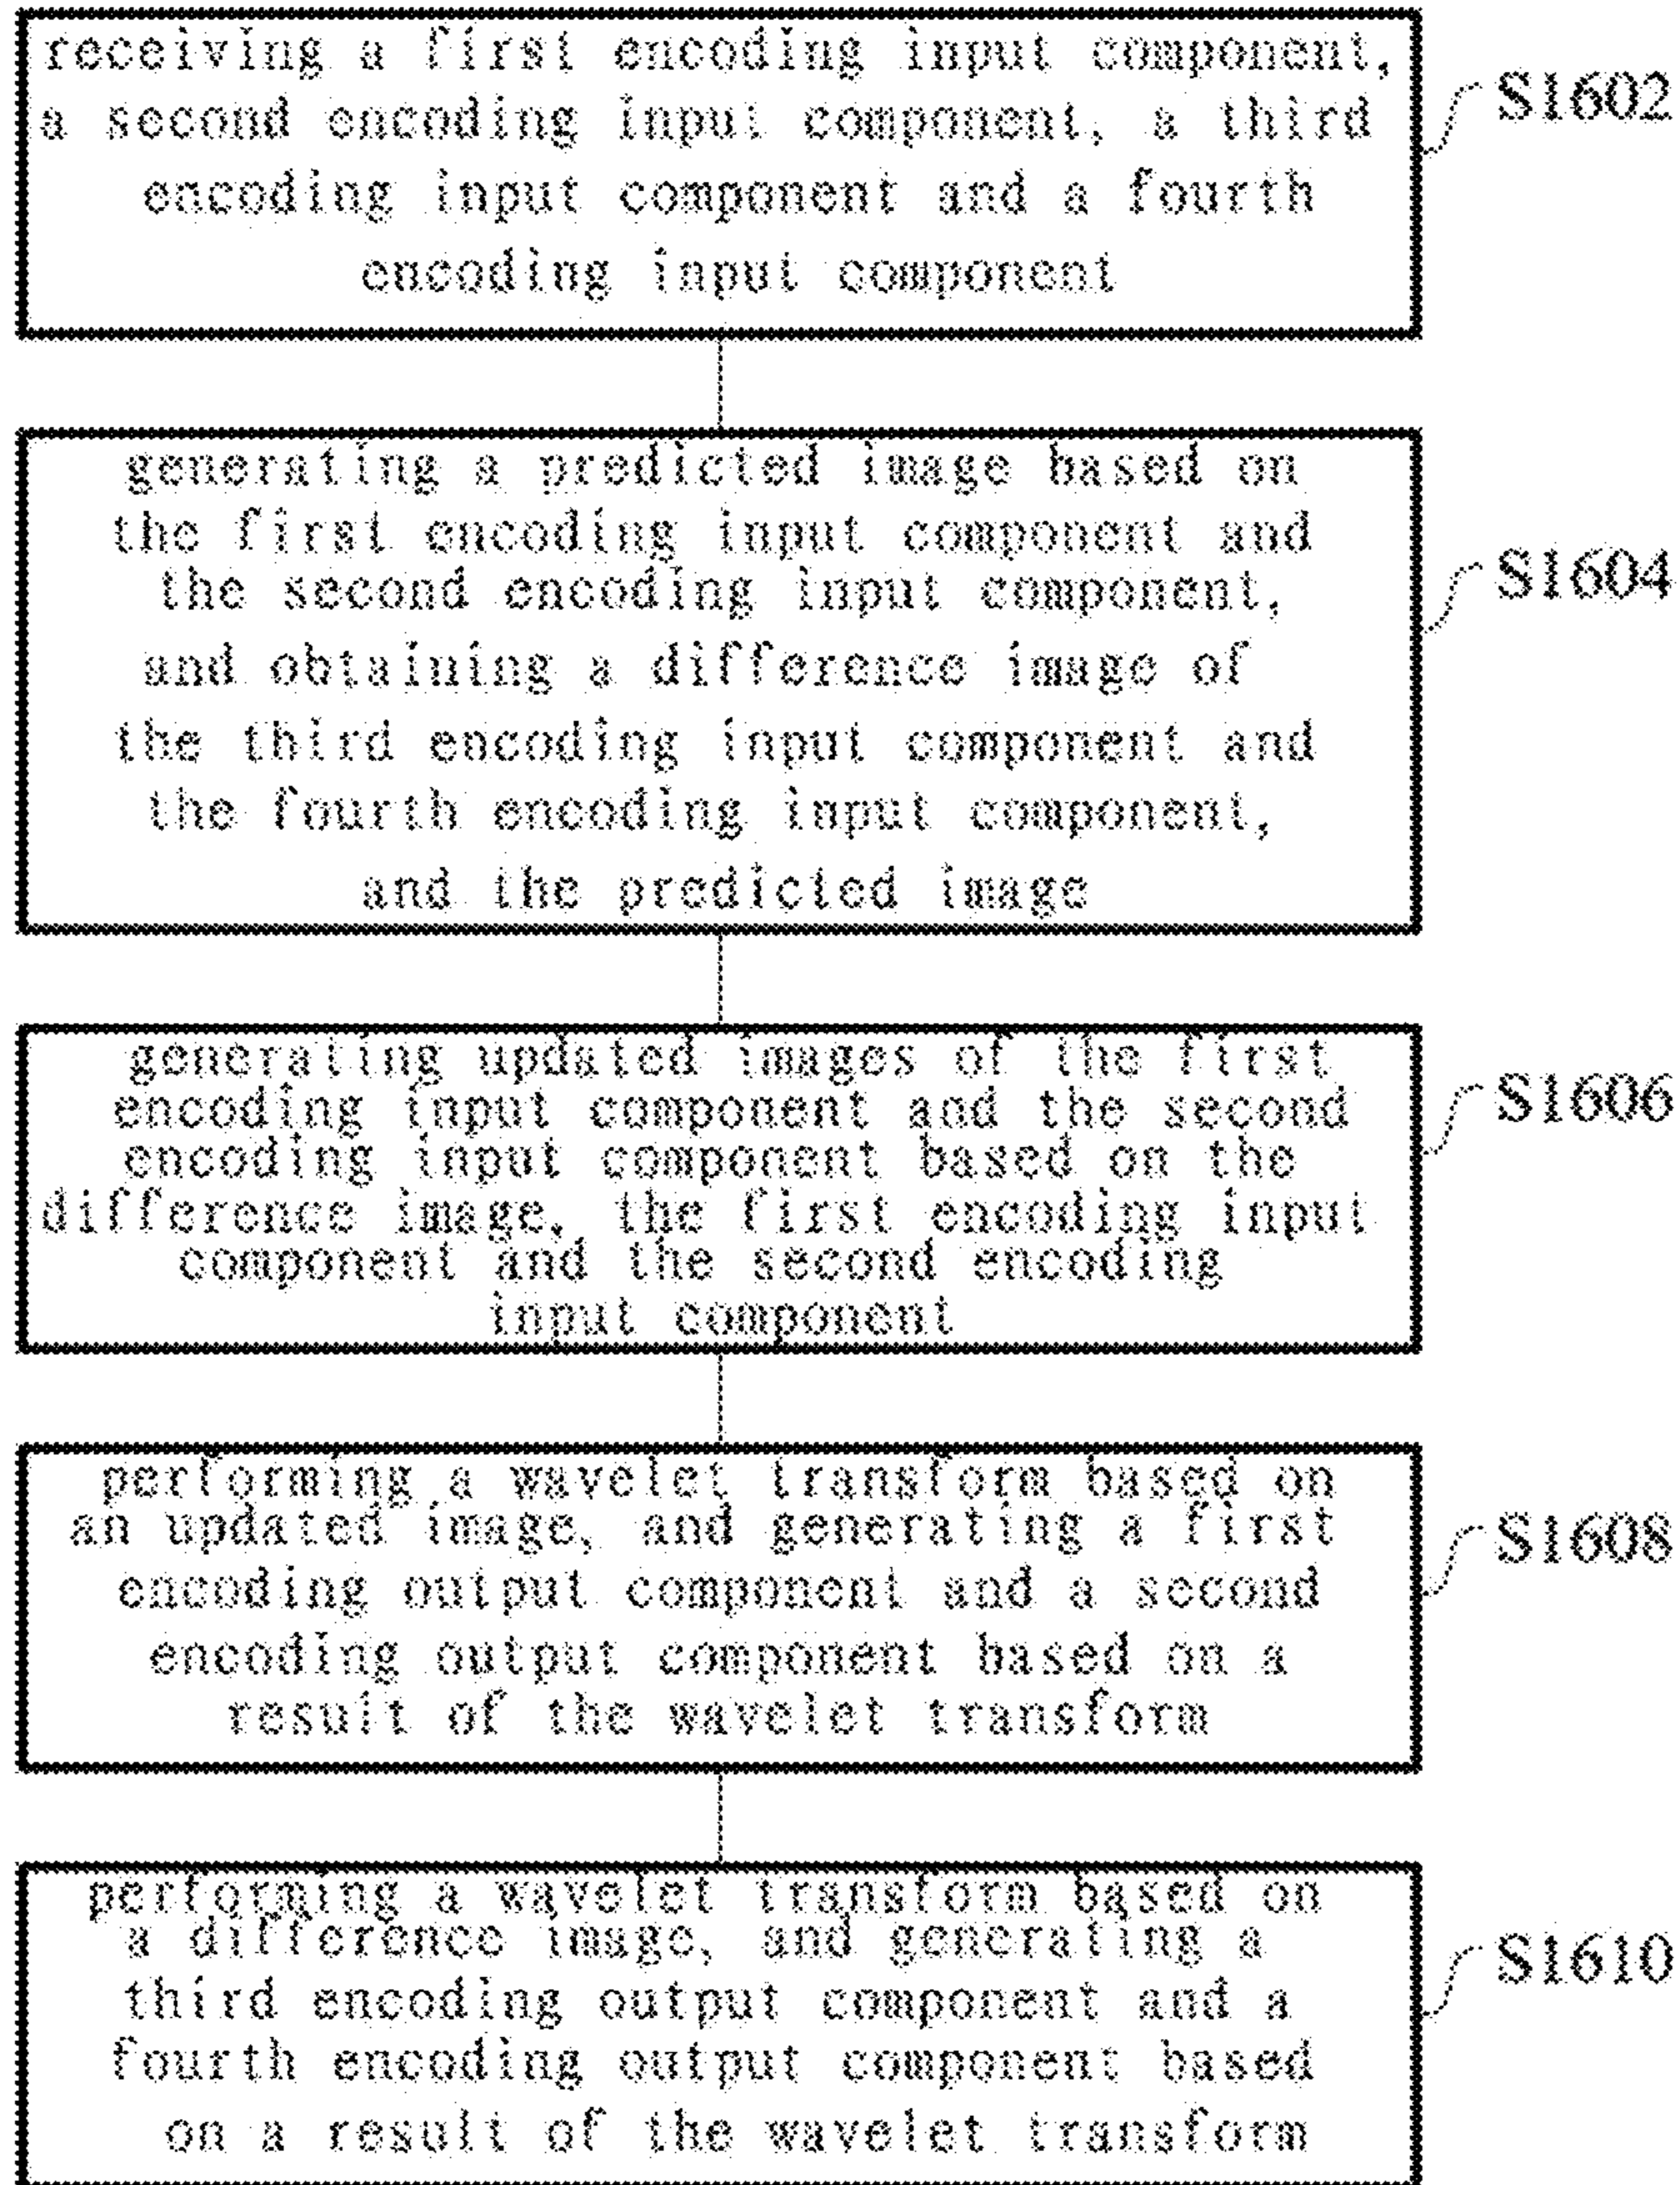 receiving a first encoding input component,
a second encoding input component, a third
encoding input component and a fourth
encoding input component
S1602
generating a predicted image based on
the first encoding input component and
the second encoding input component,
and obtaining a difference image of
the third encoding input component and
the fourth encoding input component,
and the predicted image
S1604
generating updated images of the first
encoding input component and the second
encoding input component based on the
difference image, the first encoding input
component and the second encoding
input component
S1606
performing a wavelet transform based on
an updated image, and generating a first
encoding output component and a second
encoding output component based on a
result of the wavelet transform
S1608
performing a wavelet transform based on
a difference image, and generating a
third encoding output component and a
fourth encoding output component based
on a result of the wavelet transform
S1610